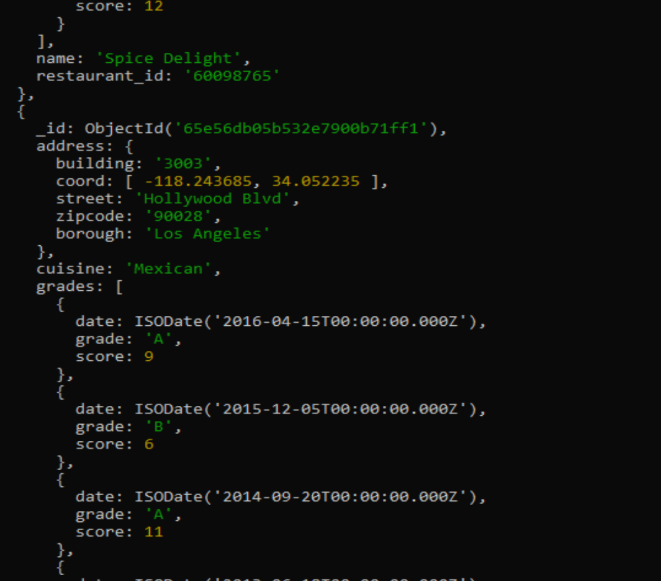 score: 12
}
],
name: 'Spice Delight',
restaurant_id: '60098765'
},
{
_id: ObjectId('65e56db05b532e7900b71ff1'),
address: {
building: '3003',
coord: [ -118.243685, 34.052235 ],
street: 'Hollywood Blvd',
zipcode: '90028',
borough: 'Los Angeles'
},
cuisine: 'Mexican',
grades: [
{
date: ISODate('2016-04-15T00:00:00.000Z'),
grade: 'A',
score: 9
},
{
date: ISODate('2015-12-05T00:00:00.000Z'),
grade: 'B',
score: 6
},
{
date: ISODate('2014-09-20T00:00:00.000Z'),
grade: 'A',
score: 11
},
{